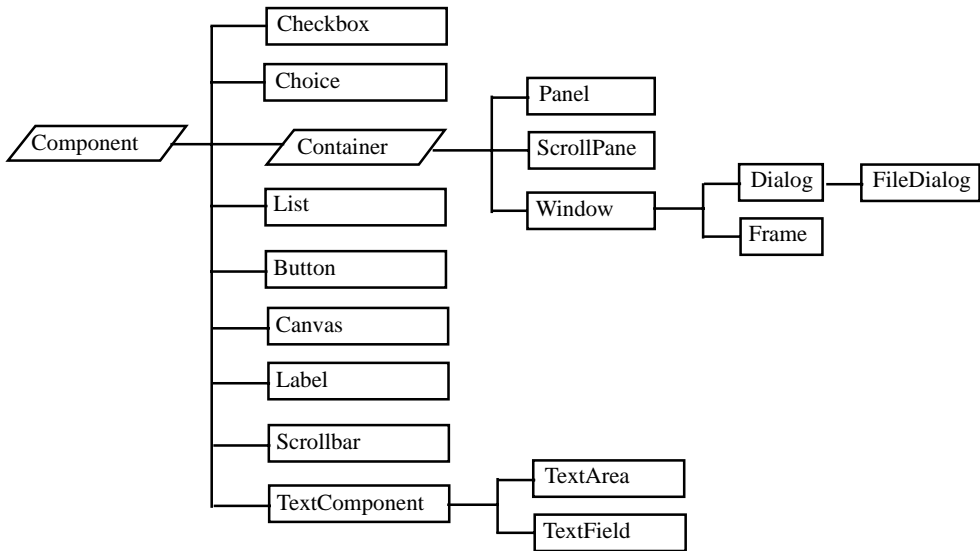 Checkbox
Choice
Component
Container
Panel
ScrollPane
Window
Dialog
FileDialog
Frame
List
Button
Canvas
Label
Scrollbar
TextComponent
TextArea
TextField